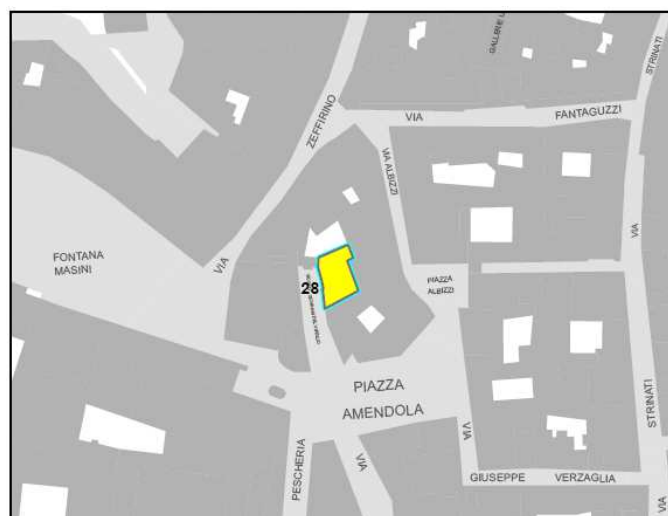 GALLERIE
STRINATI
ZEFFIRINO
VIA
FANTAGUZZI
VIA ALBIZZI
VIA
FONTANA
MASINI
VIA
PIAZZA
ALBIZZI
28
PIAZZA
AMENDOLA
STRINATI
VIA
PESCHERIA
VIA
GIUSEPPE
VERZAGLIA
VIA